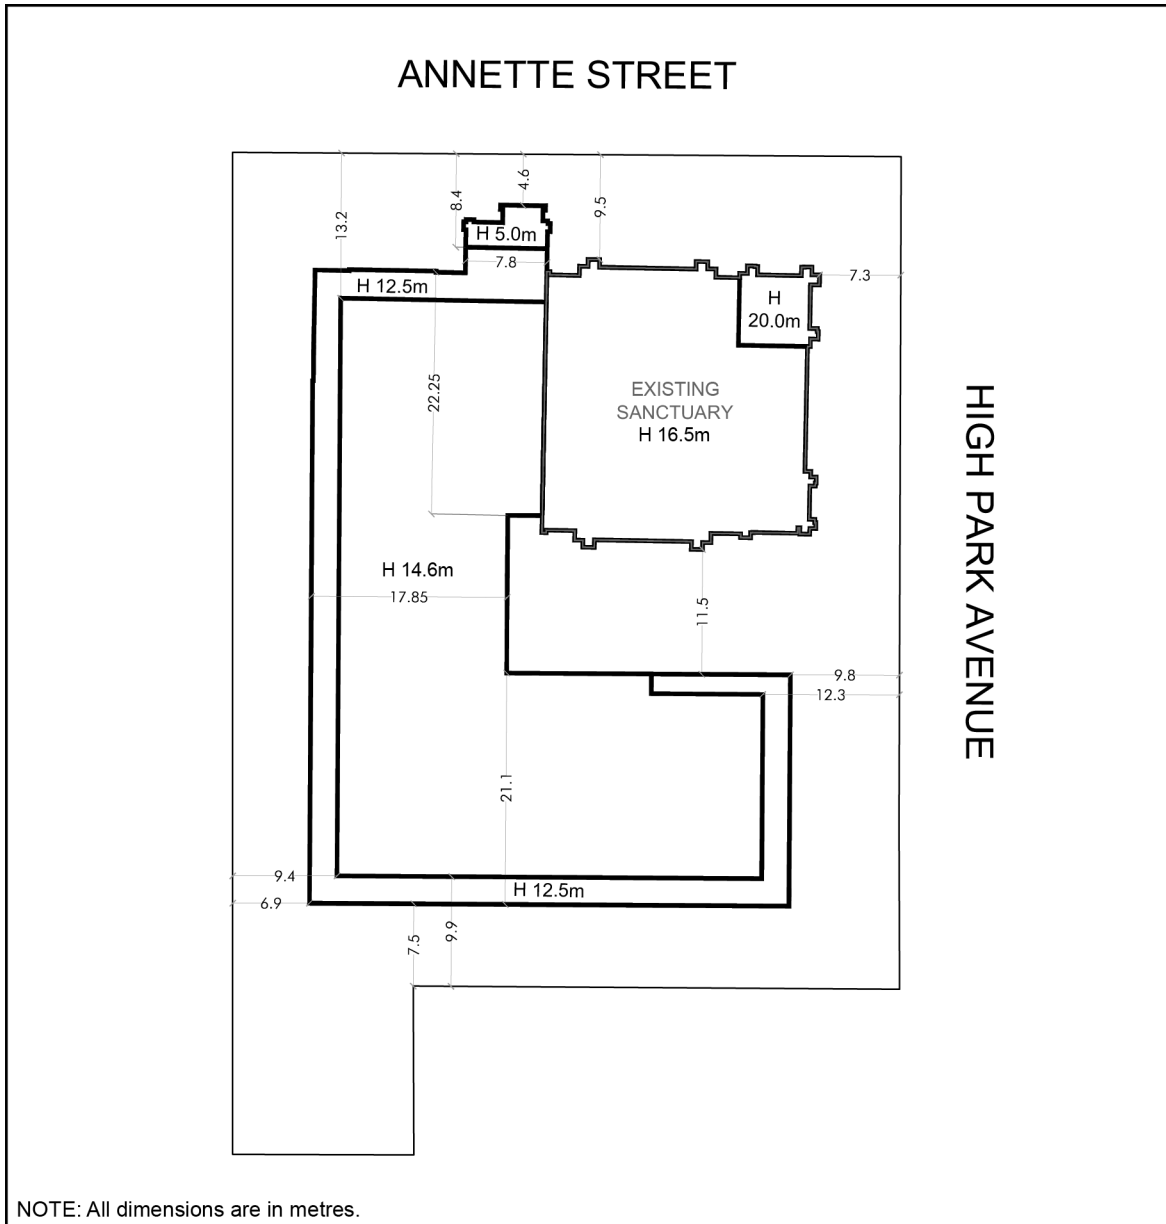 ANNETTE STREET
13.2
8.4
4.6
9.5
H 5.0m
7.8
7.3
H 12.5m
H
20.0m
22.25
EXISTING
SANCTUARY
H 16.5m
HIGH PARK AVENUE
H 14.6m
17.85
11.5
9.8
12.3
21.1
9.4
H 12.5m
6.9
7.5
9.9
NOTE: All dimensions are in metres.